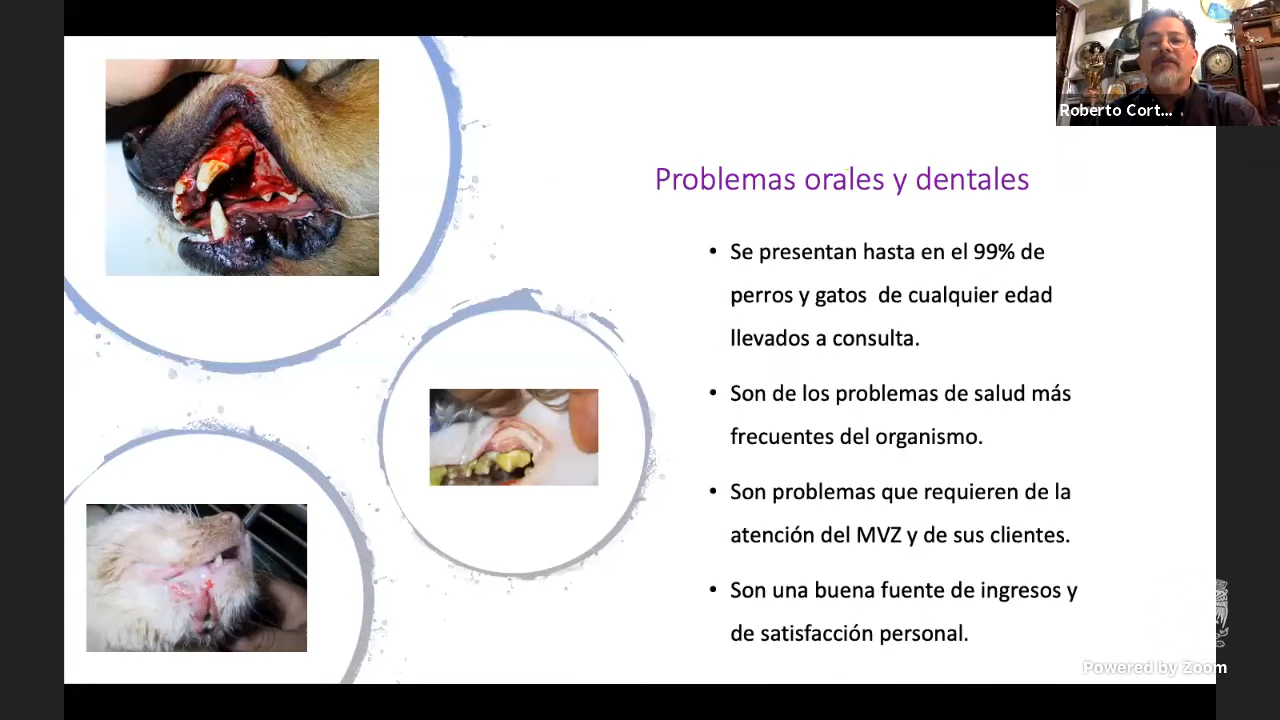 Roberto Cort...
Problemas orales y dentales
• Se presentan hasta en el 99% de
perros y gatos de cualquier edad
llevados a consulta.
• Son de los problemas de salud más
frecuentes del organismo.
• Son problemas que requieren de la
atención del MVZ y de sus clientes.
• Son una buena fuente de ingresos y
de satisfacción personal.
Powered by Zoom